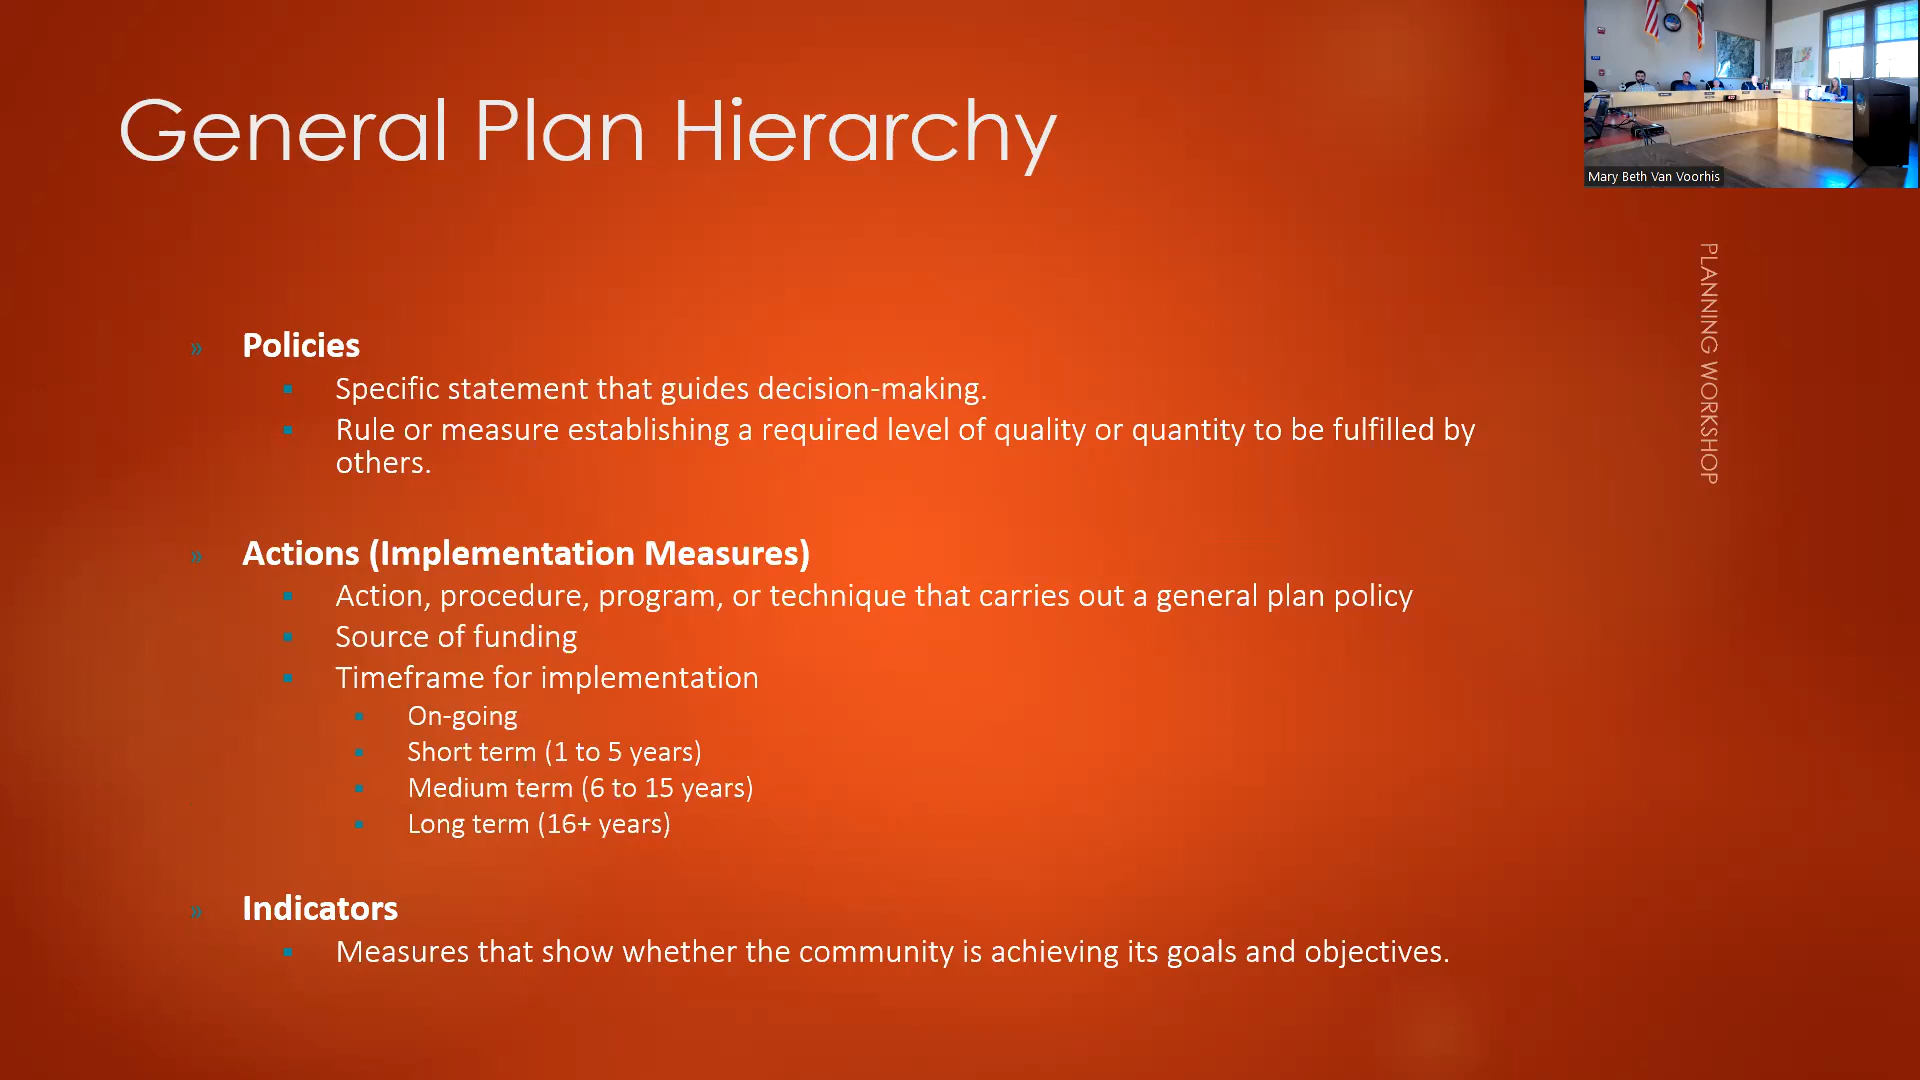 General Plan Hierarchy
Mary Beth Van Voorhis
PLANNING WORKSHOP
» Policies
▪ Specific statement that guides decision-making.
▪ Rule or measure establishing a required level of quality or quantity to be fulfilled by
others.
» Actions (Implementation Measures)
▪ Action, procedure, program, or technique that carries out a general plan policy
▪ Source of funding
▪ Timeframe for implementation
▪ On-going
▪ Short term (1 to 5 years)
▪ Medium term (6 to 15 years)
▪ Long term (16+ years)
» Indicators
▪ Measures that show whether the community is achieving its goals and objectives.